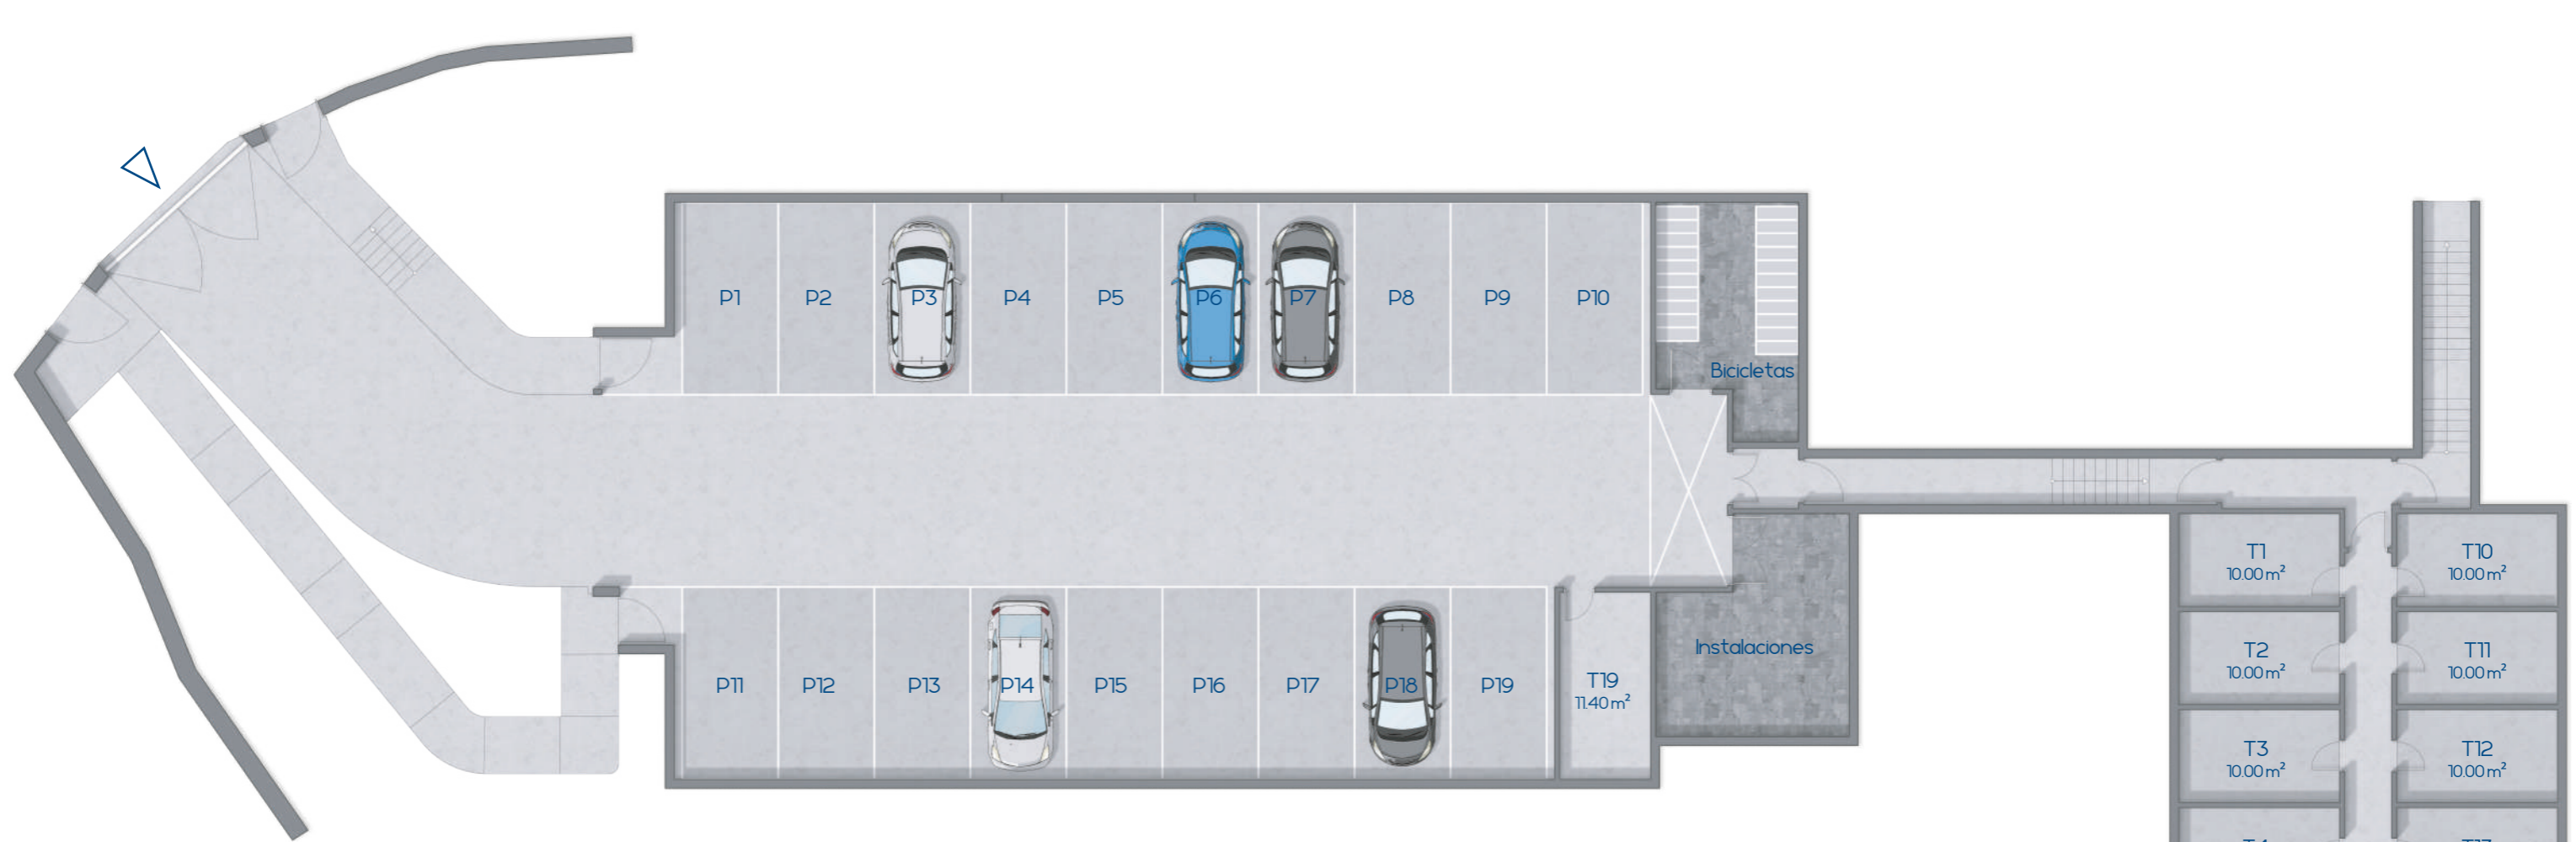 P1 P2 P3 P4 P5 P6 P7 P8 P9 P10
Bicicletas
P11 P12 P13 P14 P15 P16 P17 P18 P19
T19
11.40 m²
Instalaciones
T1
10.00 m²
T10
10.00 m²
T2
10.00 m²
T11
10.00 m²
T3
10.00 m²
T12
10.00 m²